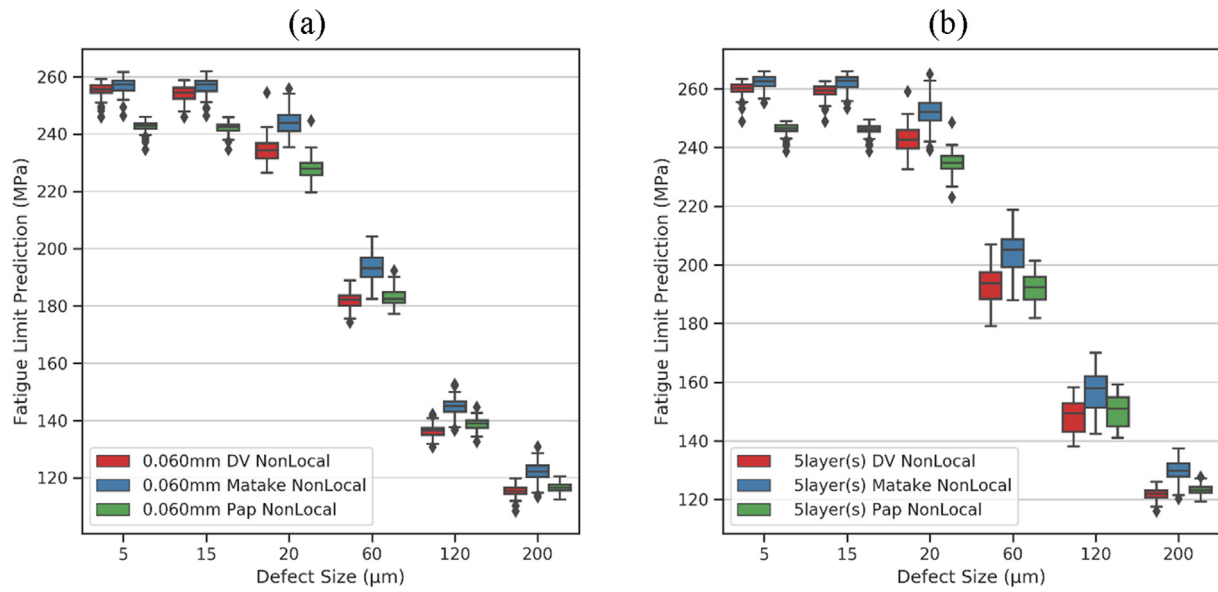 (a)
(b)
Fatigue Limit Prediction (MPa)
260
240
220
200
180
160
140
120
0.060mm DV NonLocal
0.060mm Matake NonLocal
0.060mm Pap NonLocal
5 15 20 60 120 200
Defect Size (μm)
Fatigue Limit Prediction (MPa)
260
240
220
200
180
160
140
120
5layer(s) DV NonLocal
5layer(s) Matake NonLocal
5layer(s) Pap NonLocal
5 15 20 60 120 200
Defect Size (μm)